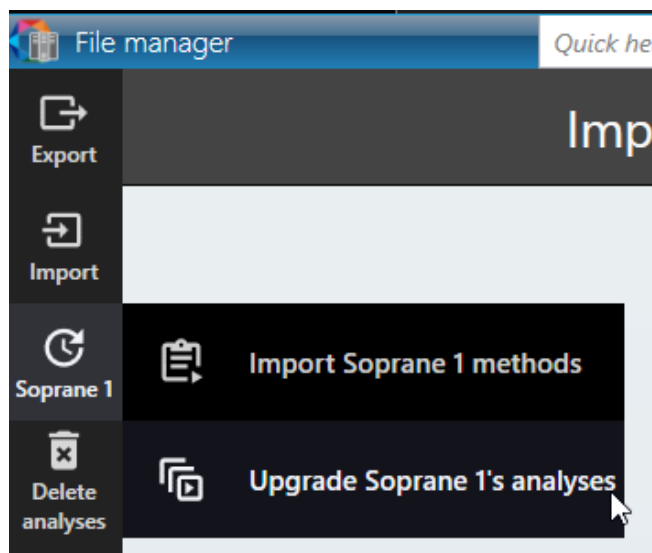 File manager
Quick he
Export
Imp
Import
Soprane 1
Import Soprane 1 methods
Upgrade Soprane 1's analyses
Delete
analyses